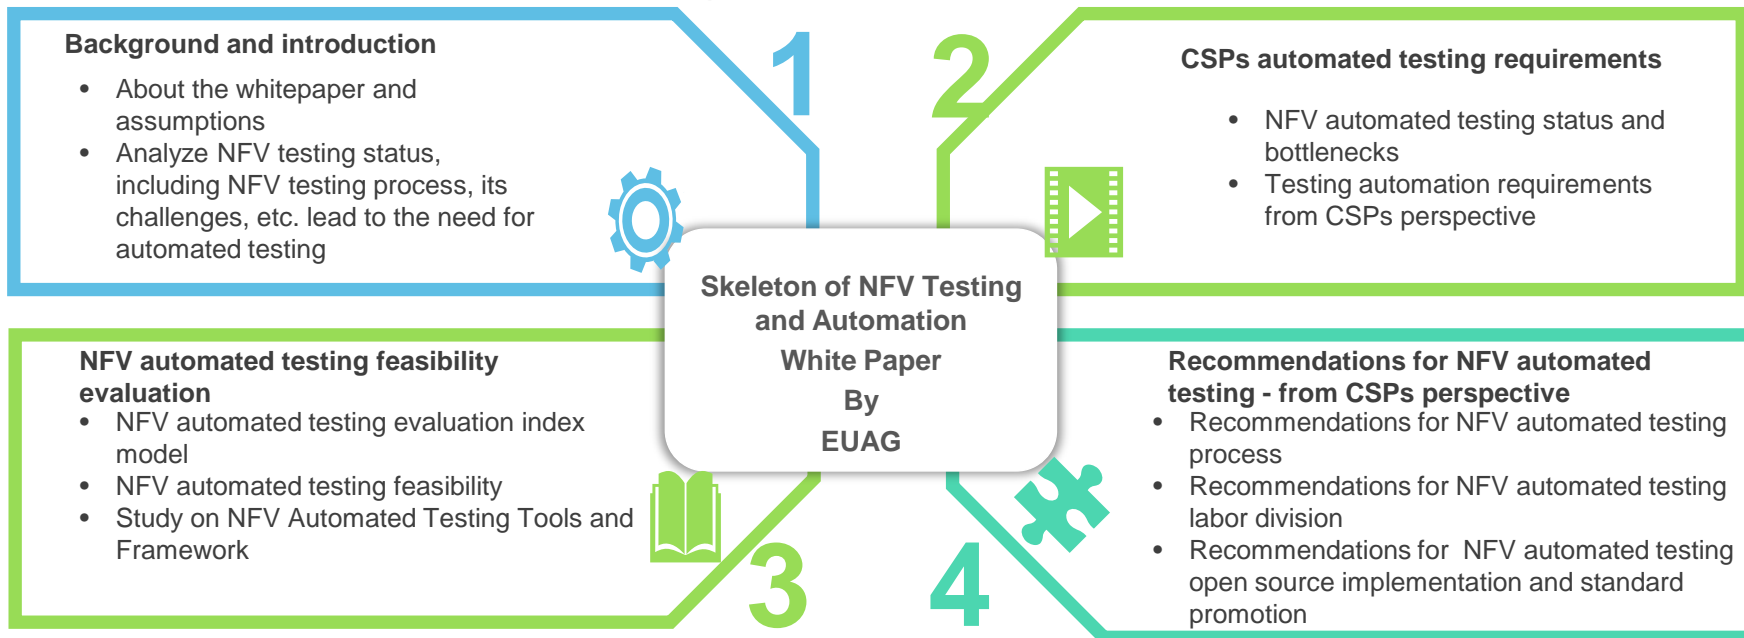 1
Background and introduction
• About the whitepaper and
assumptions
• Analyze NFV testing status,
including NFV testing process, its
challenges, etc. lead to the need for
automated testing
2
CSPs automated testing requirements
• NFV automated testing status and
bottlenecks
• Testing automation requirements
from CSPs perspective
Skeleton of NFV Testing
and Automation
White Paper
By
EUAG
NFV automated testing feasibility
evaluation
• NFV automated testing evaluation index
model
• NFV automated testing feasibility
• Study on NFV Automated Testing Tools and
Framework
3
Recommendations for NFV automated
testing - from CSPs perspective
• Recommendations for NFV automated testing
process
• Recommendations for NFV automated testing
labor division
• Recommendations for  NFV automated testing
open source implementation and standard
promotion
4